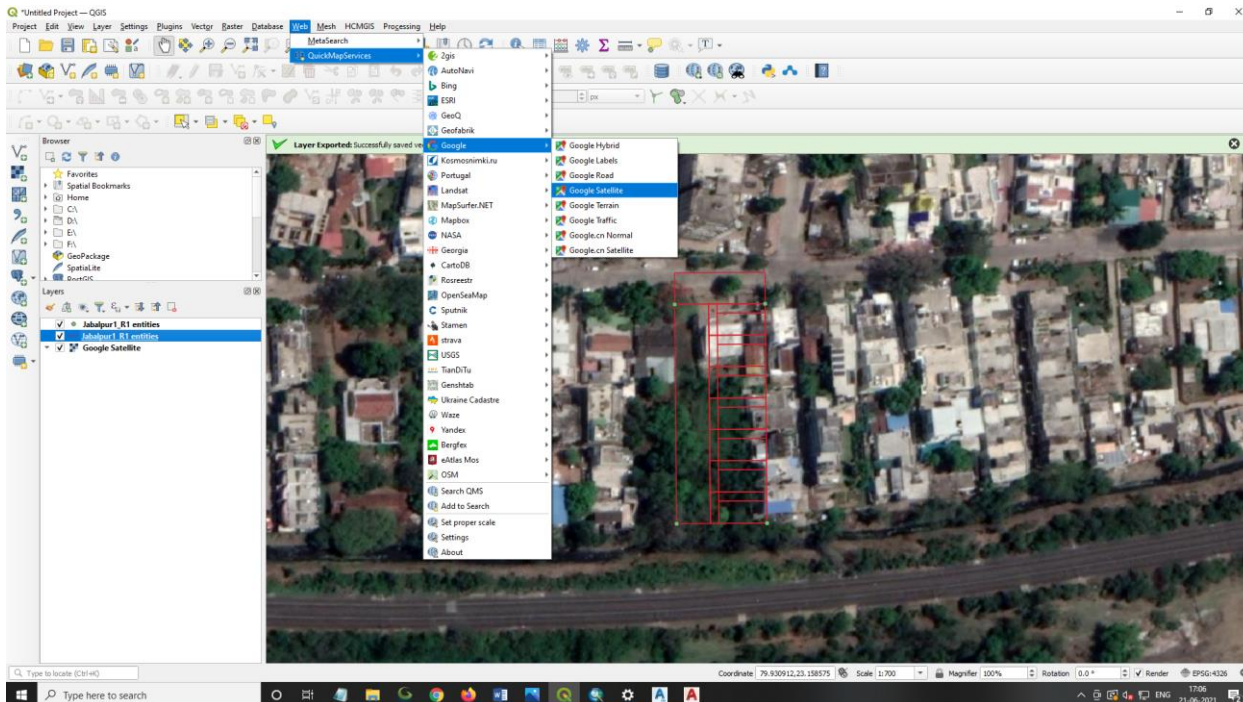 *Untitled Project — QGIS
Project Edit View Layer Settings Plugins Vector Raster Database Web Mesh HCMGIS Processing Help
MetaSearch
QuickMapServices
2gis
AutoNavi
Bing
ESRI
GeoQ
Geofabrik
Google
Kosmosnimki.ru
Portugal
Landsat
MapSurfer.NET
Mapbox
NASA
Georgia
CartoDB
Rosreestr
OpenSeaMap
Sputnik
Stamen
strava
USGS
TianDiTu
Genshtab
Ukraine Cadastre
Waze
Yandex
Bergfex
eAtlas Mos
OSM
Search QMS
Add to Search
Set proper scale
Settings
About
Google Hybrid
Google Labels
Google Road
Google Satellite
Google Terrain
Google Traffic
Google.cn Normal
Google.cn Satellite
px
Browser
Favorites
Spatial Bookmarks
Home
C:\
D:\
E:\
F:\
GeoPackage
SpatiaLite
PostGIS
Layer Exported: Successfully saved ve
Layers
Jabalpur1_R1 entities
Jabalpur1_R1 entities
Google Satellite
Type to locate (Ctrl+K)
Coordinate 79.930912,23.158575 Scale 1:700 Magnifier 100% Rotation 0.0 ° Render EPSG:4326
Type here to search
ENG 17:06
21-06-2021